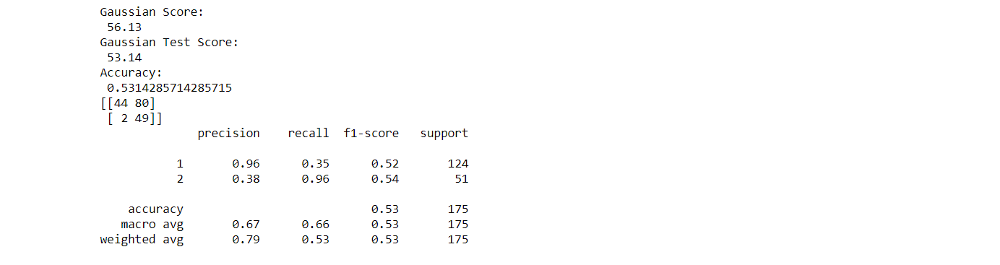 Gaussian Score:
 56.13
Gaussian Test Score:
 53.14
Accuracy:
 0.5314285714285715
[[44 80]
 [ 2 49]]
              precision    recall  f1-score   support

           1       0.96      0.35      0.52       124
           2       0.38      0.96      0.54        51

    accuracy                           0.53       175
   macro avg       0.67      0.66      0.53       175
weighted avg       0.79      0.53      0.53       175